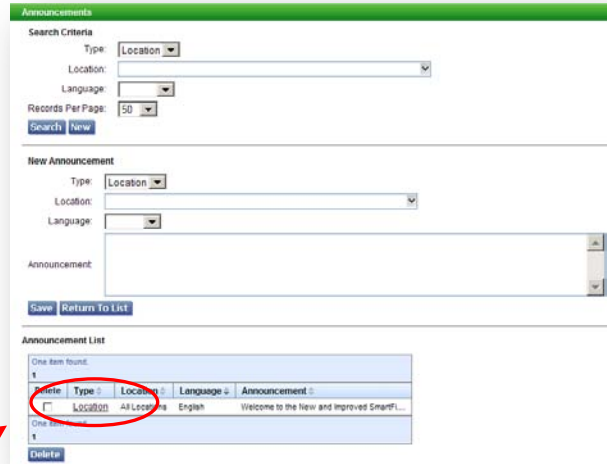 Announcements
Search Criteria
Type: Location
Location:
Language:
Records Per Page: 50
Search New
New Announcement
Type: Location
Location:
Language:
Announcement:
Save Return To List
Announcement List
One item found.
1
Delete Type Location Language Announcement
Location All Locations English Welcome to the New and Improved SmartFi...
One item found.
1
Delete